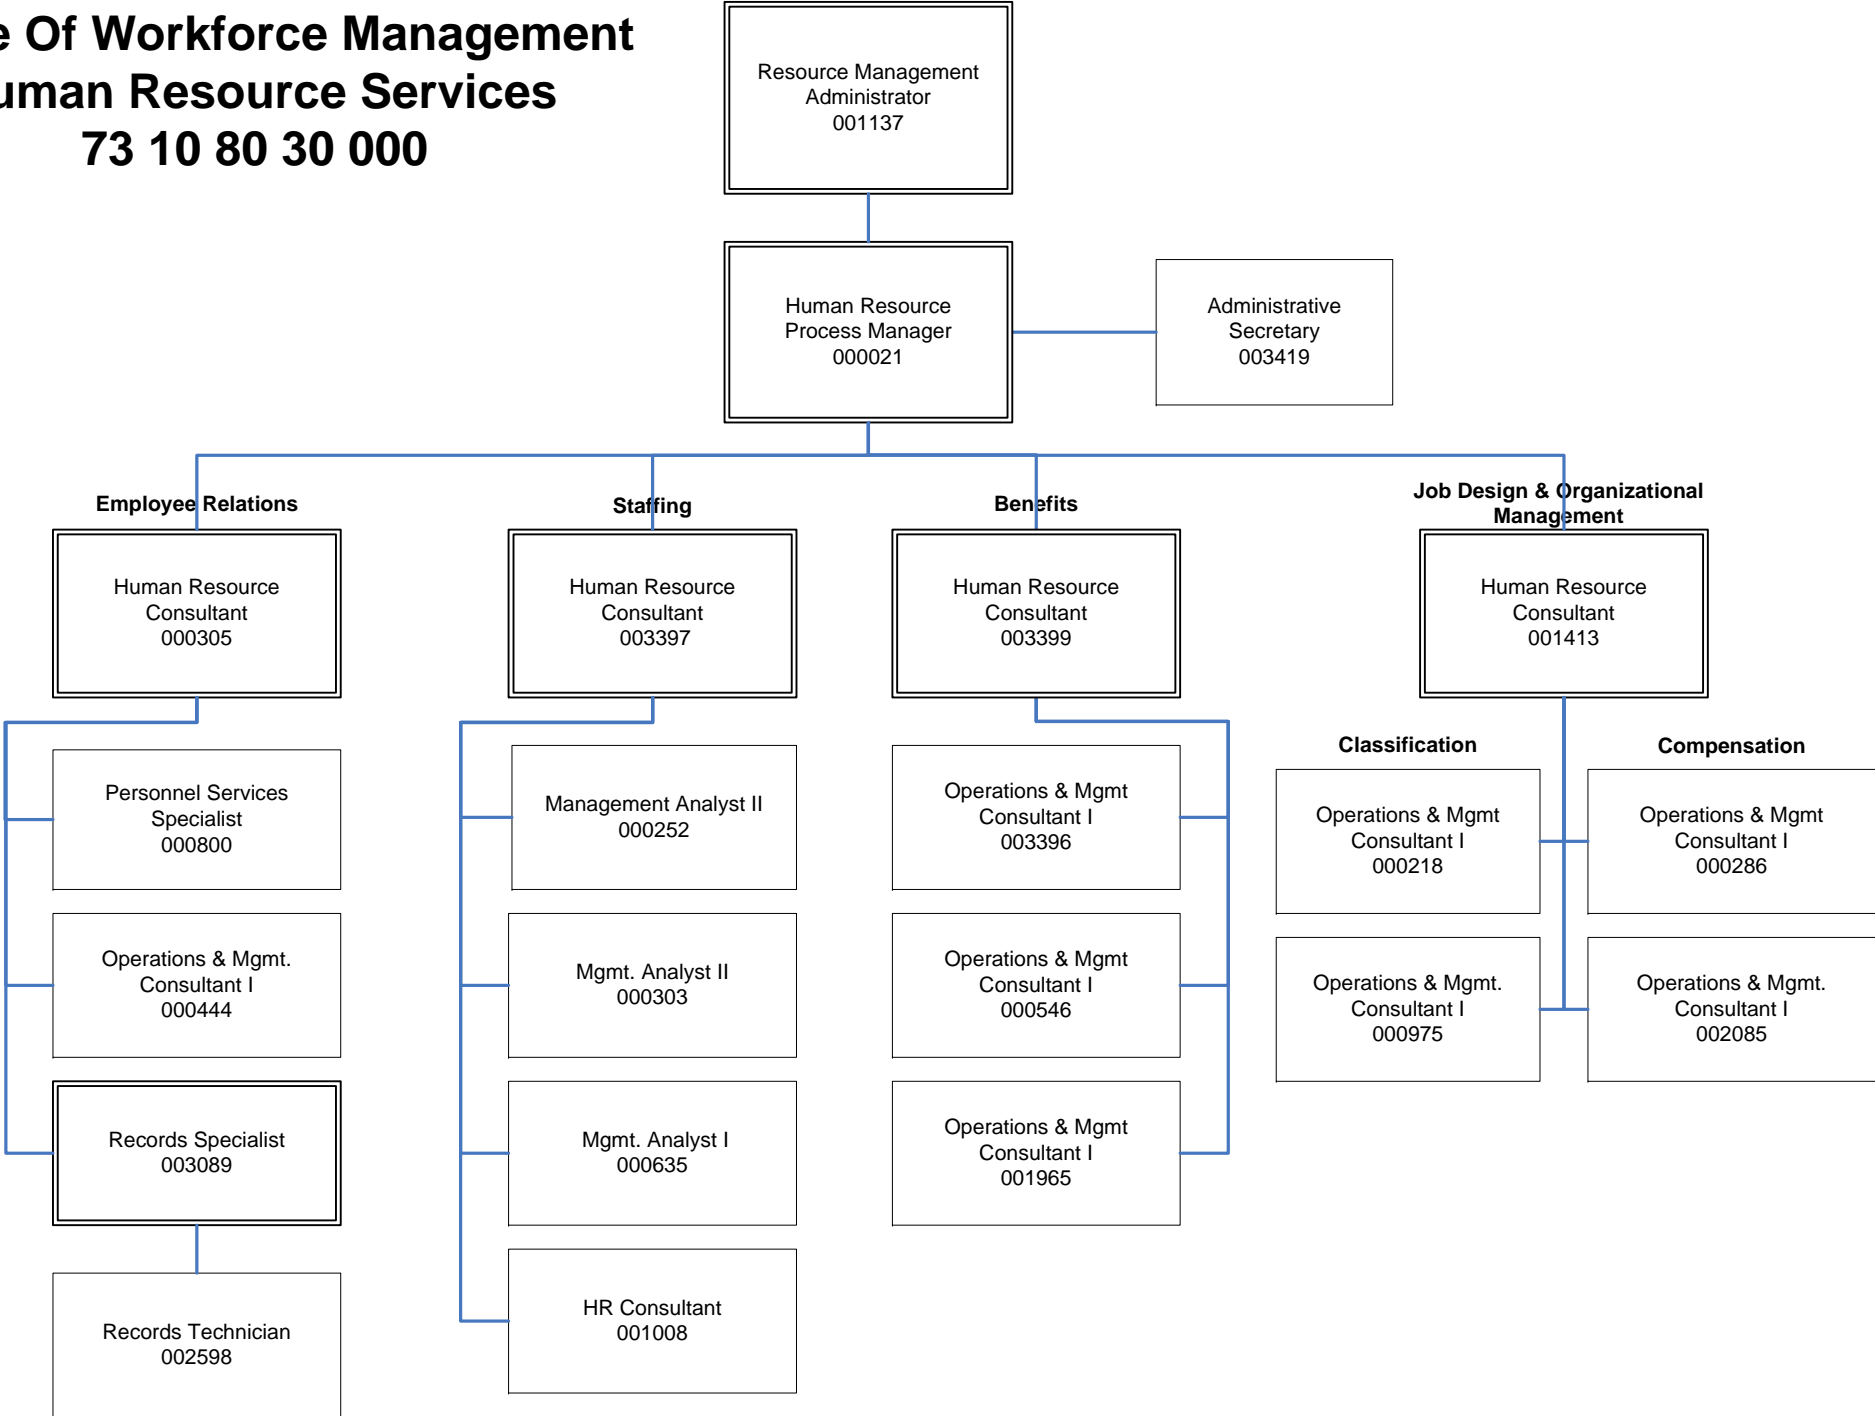 Of Workforce Management
Resource Services
73 10 80 30 000
Resource Management
Administrator
001137
Human Resource
Process Manager
000021
Administrative
Secretary
003419
Employee Relations
Human Resource
Consultant
000305
Personnel Services
Specialist
000800
Operations & Mgmt.
Consultant I
000444
Records Specialist
003089
Records Technician
002598
Staffing
Human Resource
Consultant
003397
Management Analyst II
000252
Mgmt. Analyst II
000303
Mgmt. Analyst I
000635
HR Consultant
001008
Benefits
Human Resource
Consultant
003399
Operations & Mgmt
Consultant I
003396
Operations & Mgmt
Consultant I
000546
Operations & Mgmt
Consultant I
001965
Job Design & Organizational
Management
Human Resource
Consultant
001413
Classification
Operations & Mgmt
Consultant I
000218
Operations & Mgmt.
Consultant I
000975
Compensation
Operations & Mgmt
Consultant I
000286
Operations & Mgmt.
Consultant I
002085